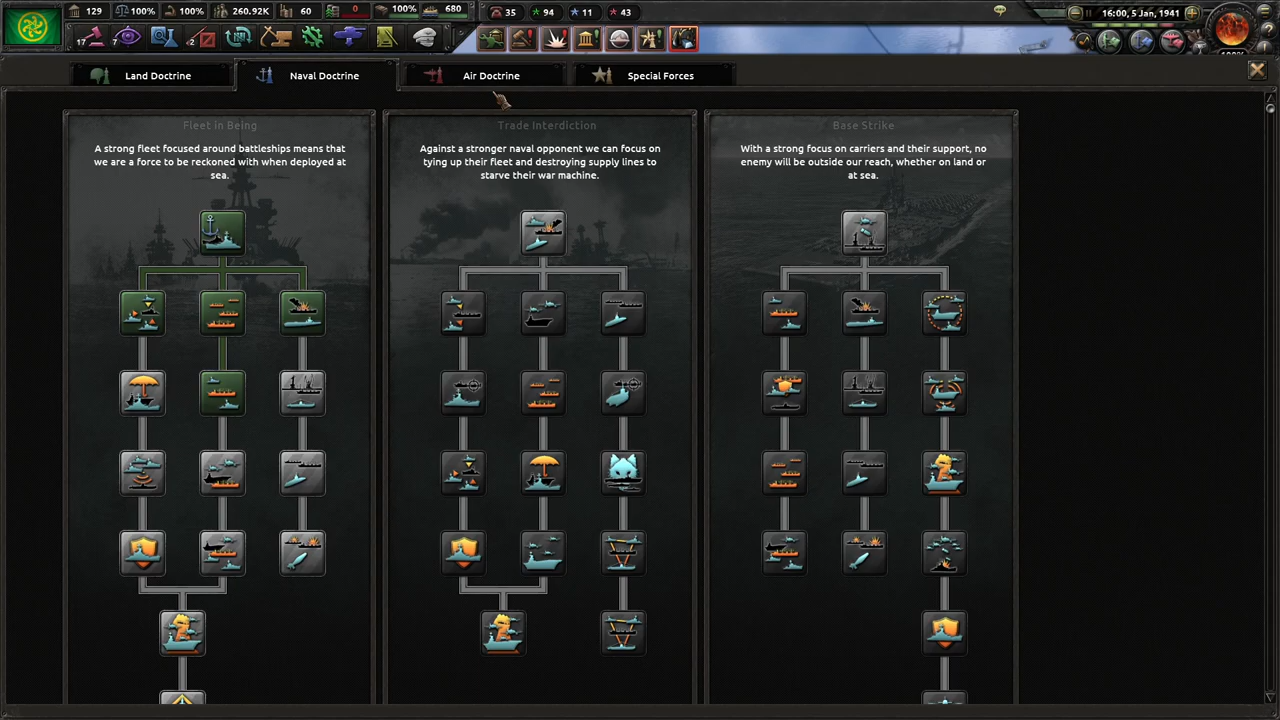 129 100% 100% 260.92K 60 0 100% 680 35 94 11 43 16:00, 5 Jan, 1941
17 7 2 100%
Land Doctrine Naval Doctrine Air Doctrine Special Forces
Fleet in Being
A strong fleet focused around battleships means that
we are a force to be reckoned with when deployed at
sea.
Trade Interdiction
Against a stronger naval opponent we can focus on
tying up their fleet and destroying supply lines to
starve their war machine.
Base Strike
With a strong focus on carriers and their support, no
enemy will be outside our reach, whether on land or
at sea.